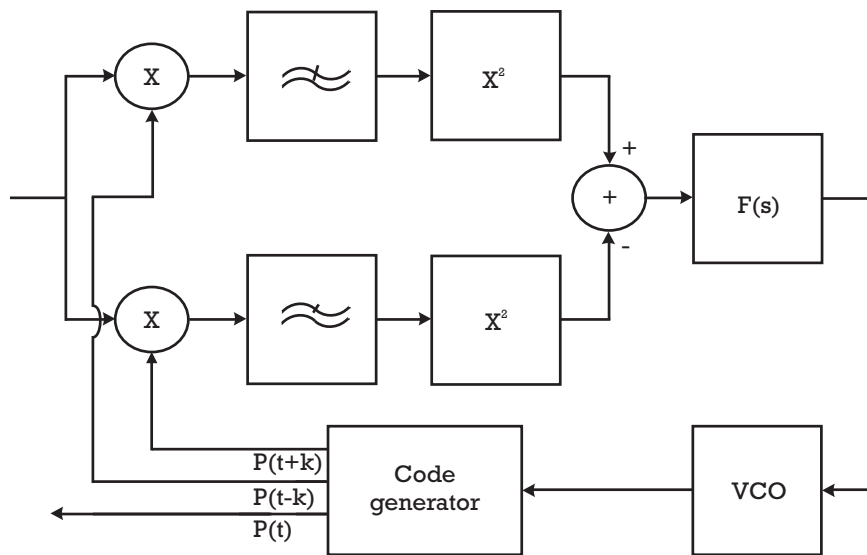 X
X²
+
+
F(s)
-
X
X²
P(t+k)
P(t-k)
P(t)
Code
generator
VCO